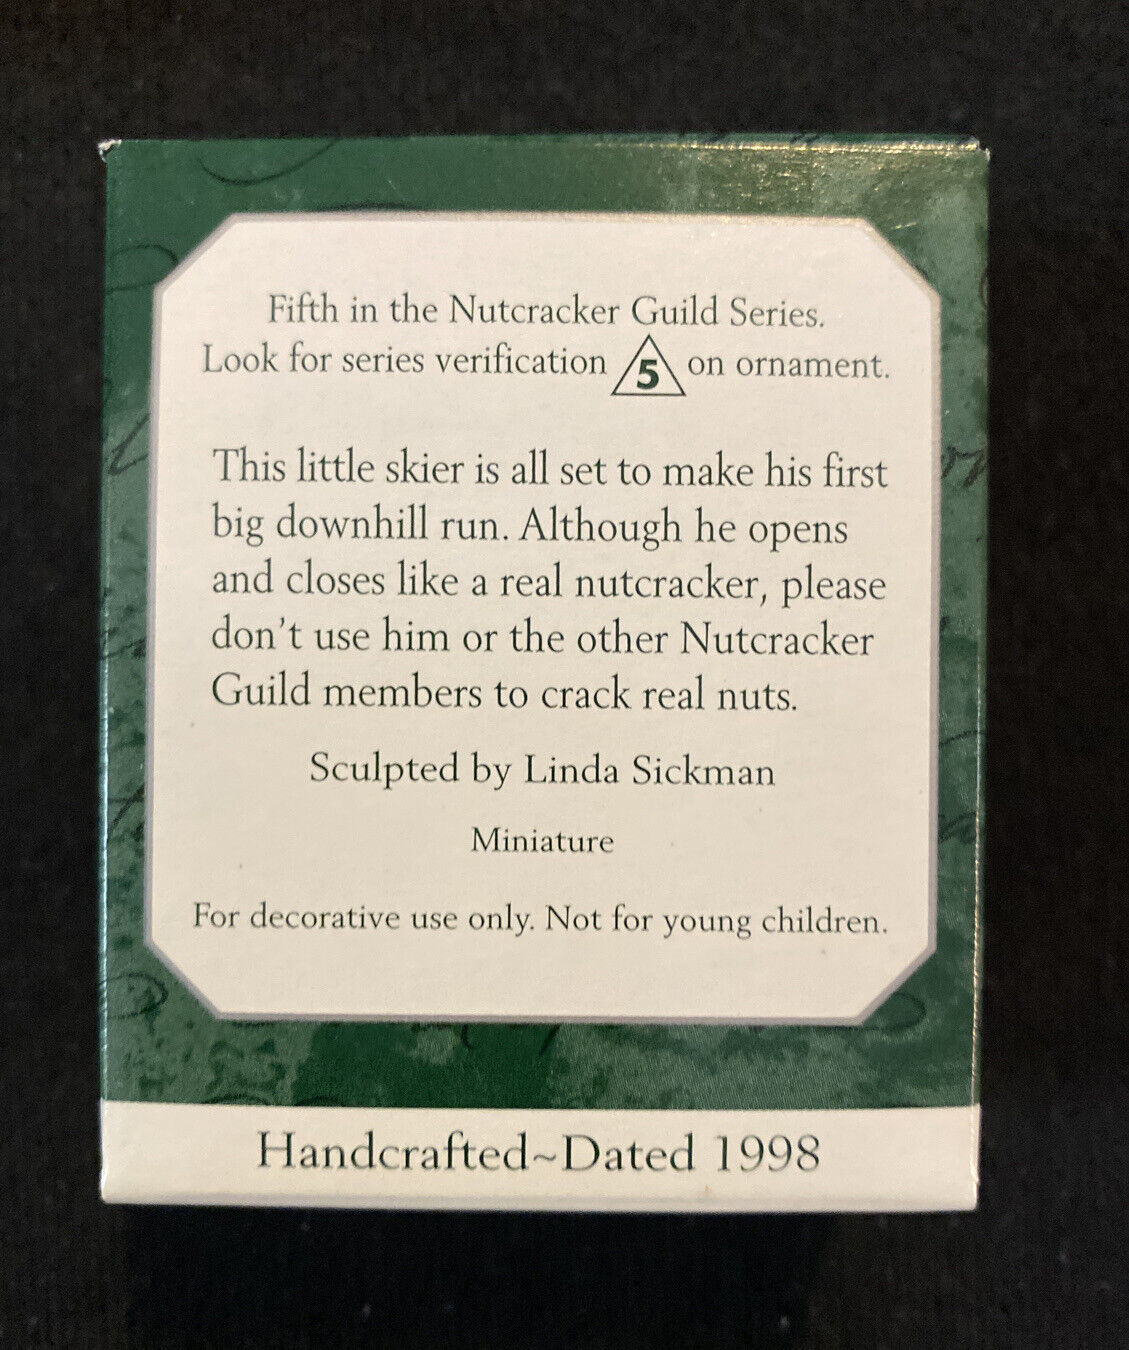 Fifth in the Nutcracker Guild Series.
Look for series verification 5 on ornament.
This little skier is all set to make his first
big downhill run. Although he opens
and closes like a real nutcracker, please
don't use him or the other Nutcracker
Guild members to crack real nuts.
Sculpted by Linda Sickman
Miniature
For decorative use only. Not for young children.
Handcrafted~Dated 1998